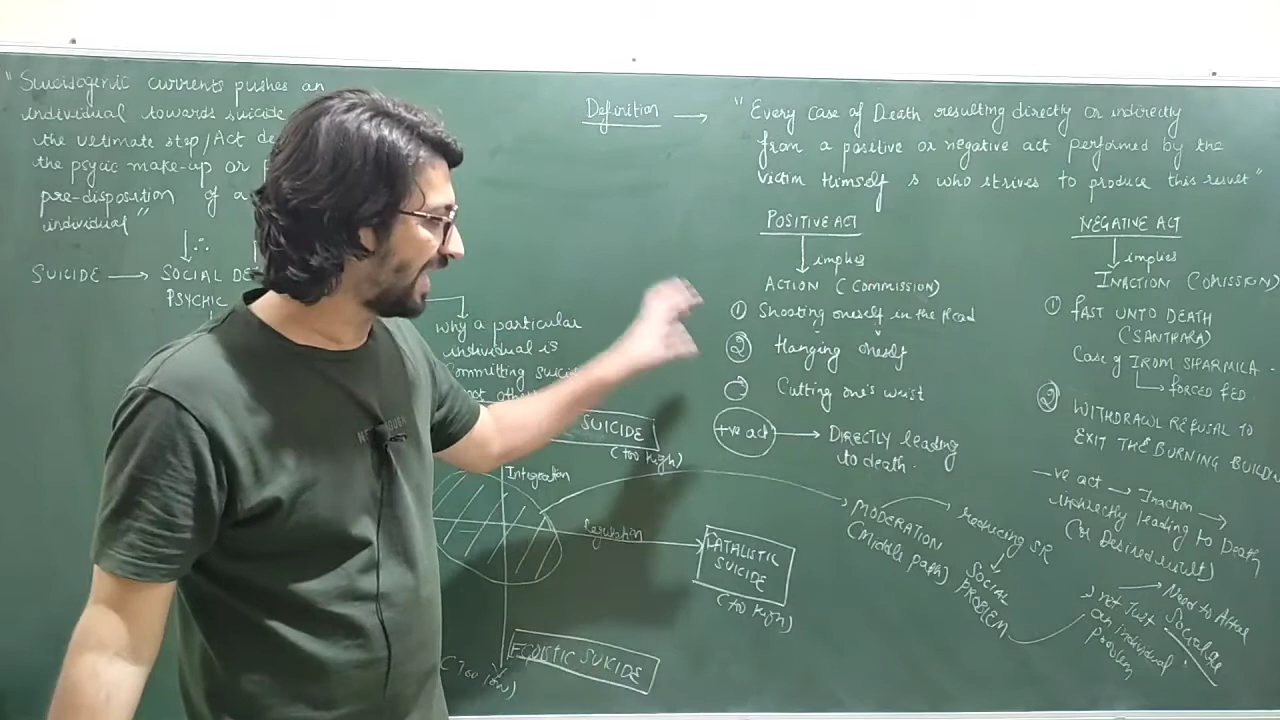 "Suicidogenic currents pushes an
individual towards suicide
the ultimate step/Act de
the psycic make-up or
pre-disposition of a
individual"
SUICIDE → SOCIAL DE
PSYCHIC
why a particular
individual is
Committing suici
not oth
SUICIDE
(too high)
Integration
Regulation
FATALISTIC
SUICIDE
(too high)
EGOISTIC SUICIDE
(Too low)
Definition →
"Every case of Death resulting directly or indirectly
from a positive or negative act performed by the
victim Himself & who strives to produce this result"
POSITIVE ACT
implies
ACTION (COMMISSION)
① Shooting oneself in the Head
② Hanging oneself
Cutting one's wrist
+ve act → DIRECTLY leading
to death.
NEGATIVE ACT
implies
INACTION (OMISSION)
① FAST UNTO DEATH
(SANTHARA)
Case of IROM SHARMILA
→ FORCED FED
② WITHDRAWL REFUSAL TO
EXIT THE BURNING BUILDIN
-ve act → Inaction →
indirectly leading to Death
(or Desired result)
MODERATION
(Middle path)
reducing SR
SOCIAL
PROBLEM
not just
an individual
problem
Need to
Socialise